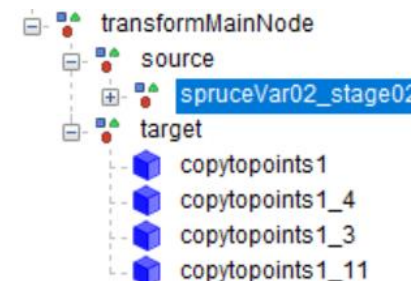 transformMainNode
source
spruceVar02_stage02
target
copytopoints1
copytopoints1_4
copytopoints1_3
copytopoints1_11